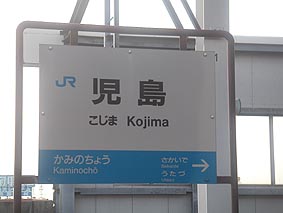 JR
児島
こじま Kojima
かみのちょう
Kaminochō
さかいで
Sakaide
うたづ
Utazu
→